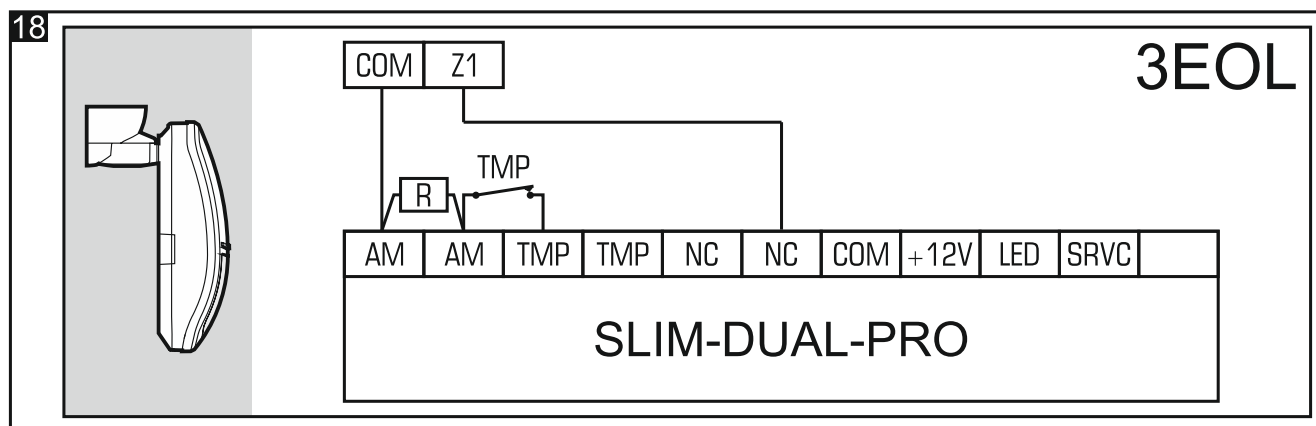 18
3EOL
COM Z1
TMP
R
AM AM TMP TMP NC NC COM +12V LED SRVC
SLIM-DUAL-PRO